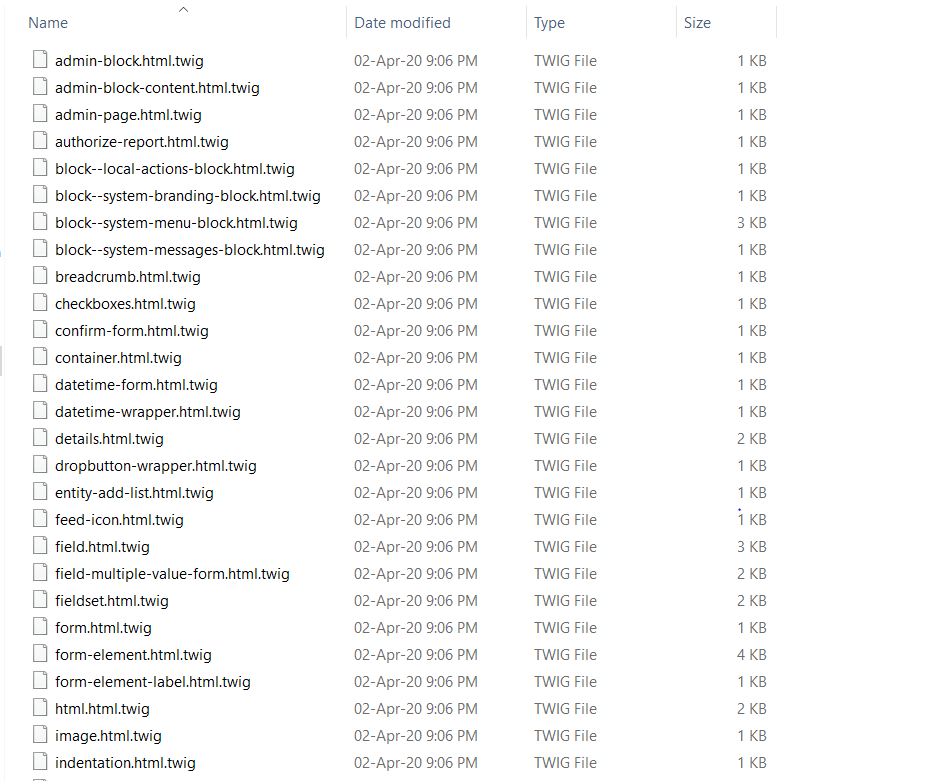 Name Date modified Type Size
admin-block.html.twig 02-Apr-20 9:06 PM TWIG File 1 KB
admin-block-content.html.twig 02-Apr-20 9:06 PM TWIG File 1 KB
admin-page.html.twig 02-Apr-20 9:06 PM TWIG File 1 KB
authorize-report.html.twig 02-Apr-20 9:06 PM TWIG File 1 KB
block--local-actions-block.html.twig 02-Apr-20 9:06 PM TWIG File 1 KB
block--system-branding-block.html.twig 02-Apr-20 9:06 PM TWIG File 1 KB
block--system-menu-block.html.twig 02-Apr-20 9:06 PM TWIG File 3 KB
block--system-messages-block.html.twig 02-Apr-20 9:06 PM TWIG File 1 KB
breadcrumb.html.twig 02-Apr-20 9:06 PM TWIG File 1 KB
checkboxes.html.twig 02-Apr-20 9:06 PM TWIG File 1 KB
confirm-form.html.twig 02-Apr-20 9:06 PM TWIG File 1 KB
container.html.twig 02-Apr-20 9:06 PM TWIG File 1 KB
datetime-form.html.twig 02-Apr-20 9:06 PM TWIG File 1 KB
datetime-wrapper.html.twig 02-Apr-20 9:06 PM TWIG File 1 KB
details.html.twig 02-Apr-20 9:06 PM TWIG File 2 KB
dropbutton-wrapper.html.twig 02-Apr-20 9:06 PM TWIG File 1 KB
entity-add-list.html.twig 02-Apr-20 9:06 PM TWIG File 1 KB
feed-icon.html.twig 02-Apr-20 9:06 PM TWIG File 1 KB
field.html.twig 02-Apr-20 9:06 PM TWIG File 3 KB
field-multiple-value-form.html.twig 02-Apr-20 9:06 PM TWIG File 2 KB
fieldset.html.twig 02-Apr-20 9:06 PM TWIG File 2 KB
form.html.twig 02-Apr-20 9:06 PM TWIG File 1 KB
form-element.html.twig 02-Apr-20 9:06 PM TWIG File 4 KB
form-element-label.html.twig 02-Apr-20 9:06 PM TWIG File 1 KB
html.html.twig 02-Apr-20 9:06 PM TWIG File 2 KB
image.html.twig 02-Apr-20 9:06 PM TWIG File 1 KB
indentation.html.twig 02-Apr-20 9:06 PM TWIG File 1 KB